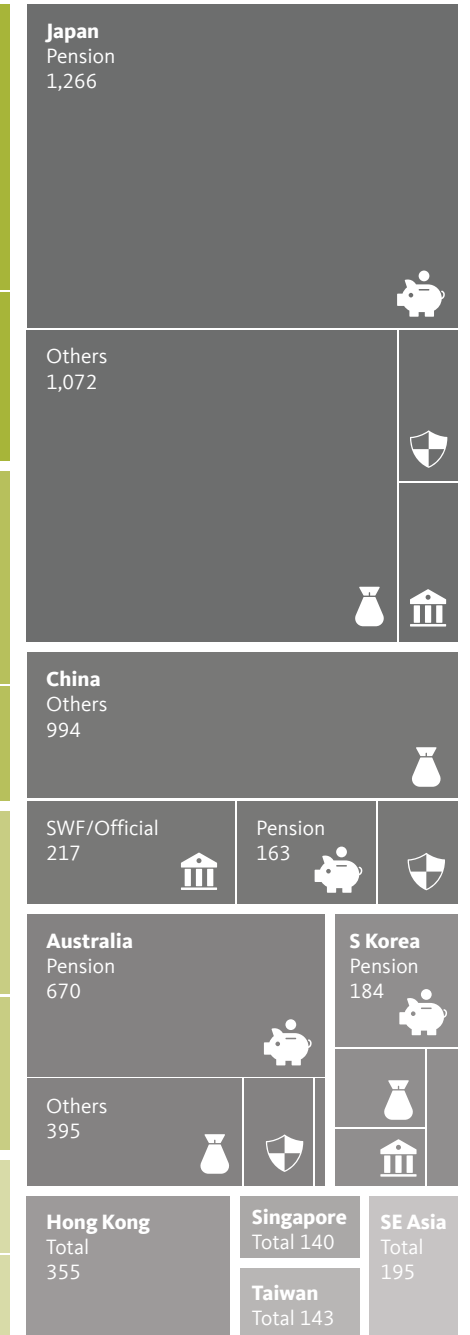 Japan
Pension
1,266
Others
1,072
China
Others
994
SWF/Official
217
Pension
163
Australia
Pension
670
S Korea
Pension
184
Others
395
Hong Kong
Total
355
Singapore
Total 140
Taiwan
Total 143
SE Asia
Total
195